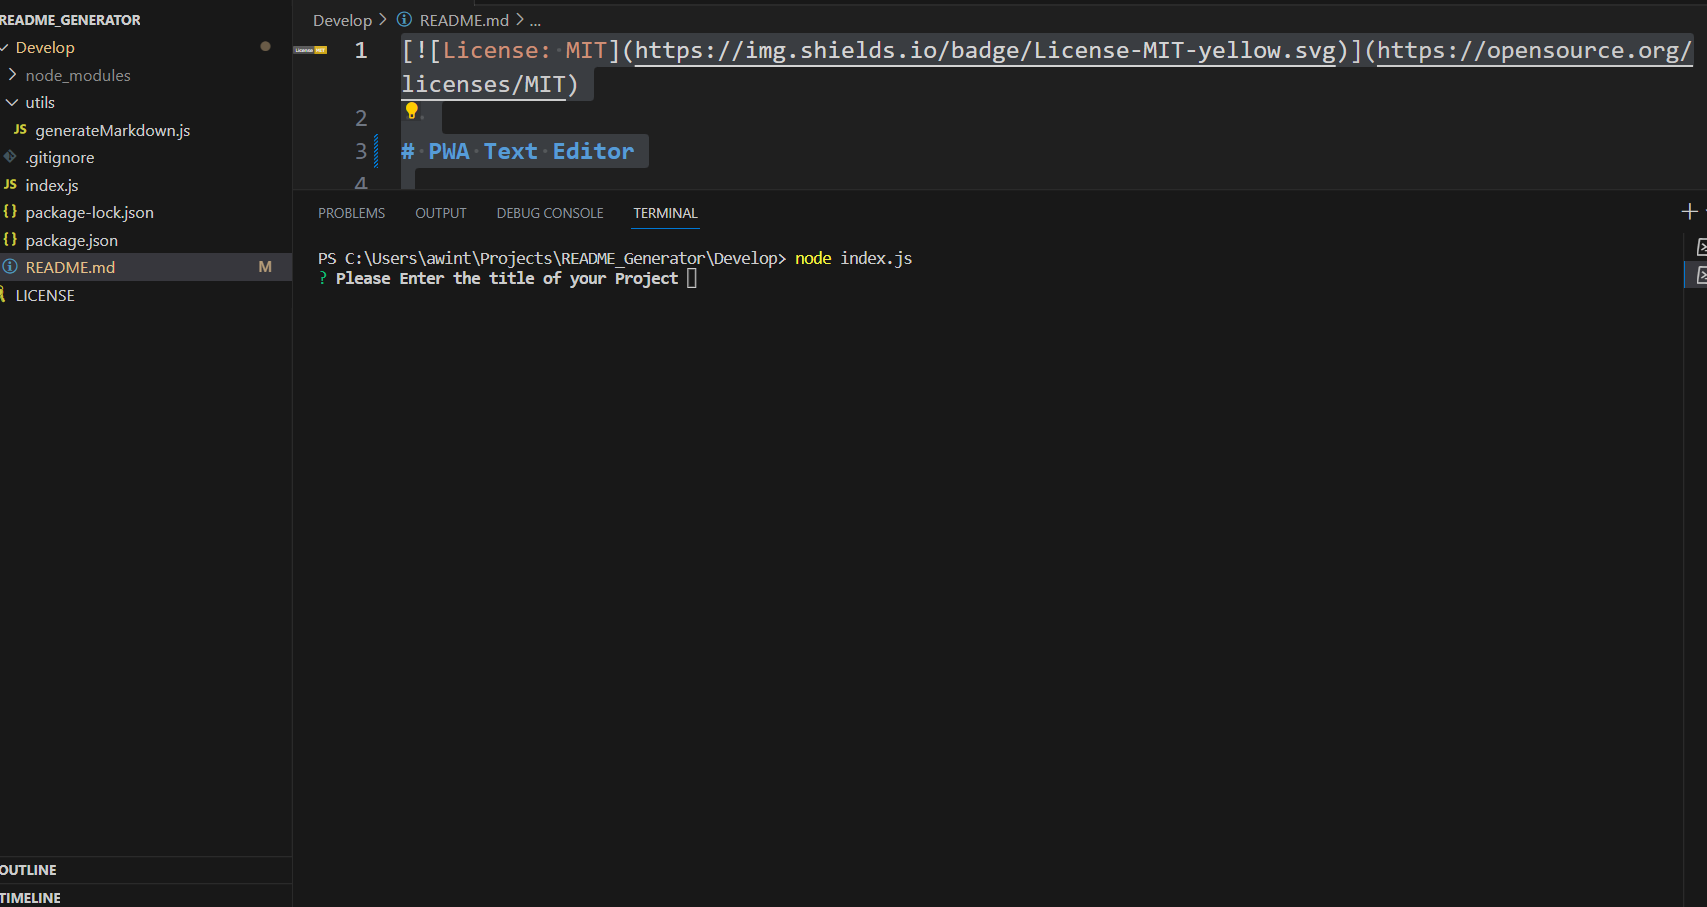 README_GENERATOR
Develop
node_modules
utils
JS generateMarkdown.js
.gitignore
JS index.js
{} package-lock.json
{} package.json
README.md M
LICENSE
OUTLINE
TIMELINE
Develop > README.md > ...
1 [![License: MIT](https://img.shields.io/badge/License-MIT-yellow.svg)](https://opensource.org/
licenses/MIT)
2
3 # PWA Text Editor
4
PROBLEMS OUTPUT DEBUG CONSOLE TERMINAL
PS C:\Users\awint\Projects\README_Generator\Develop> node index.js
? Please Enter the title of your Project